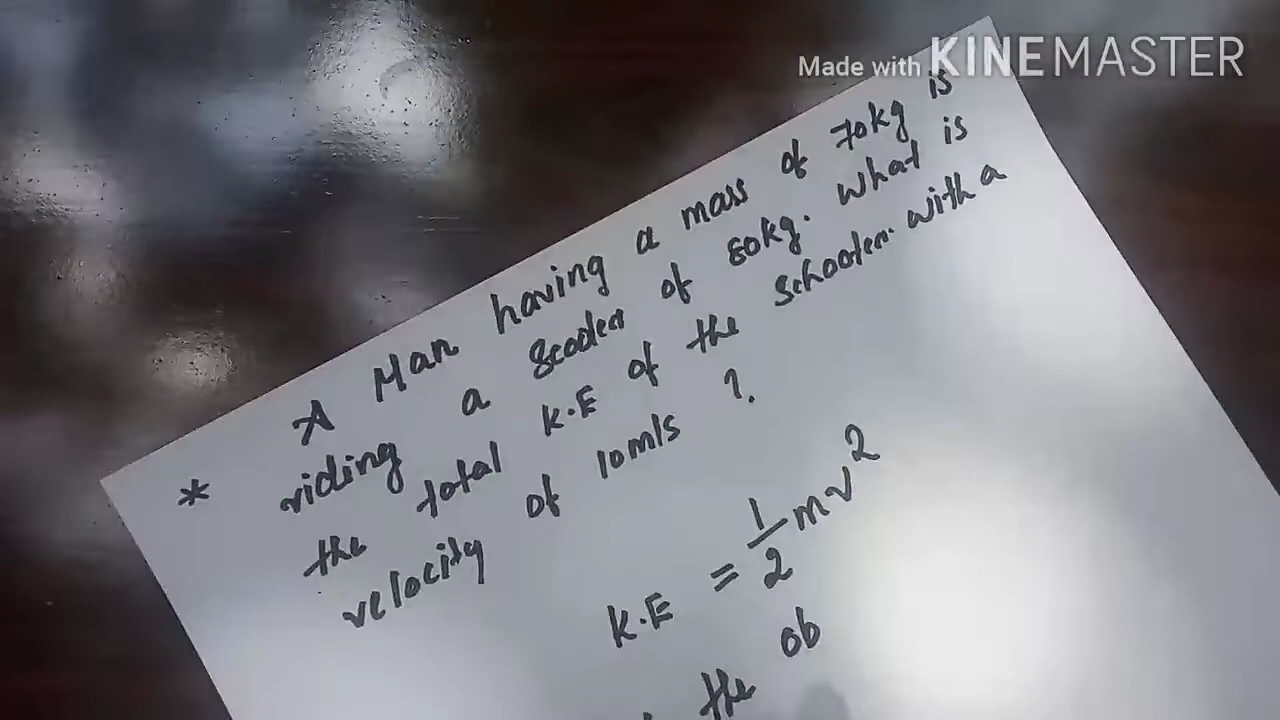 Made with KINEMASTER
* A Man having a mass of 70kg is
riding a Scooter of 80kg. What is
the total K.E of the Schooter with a
velocity of 10m/s ?
K.E = 1/2 mv²
the ob